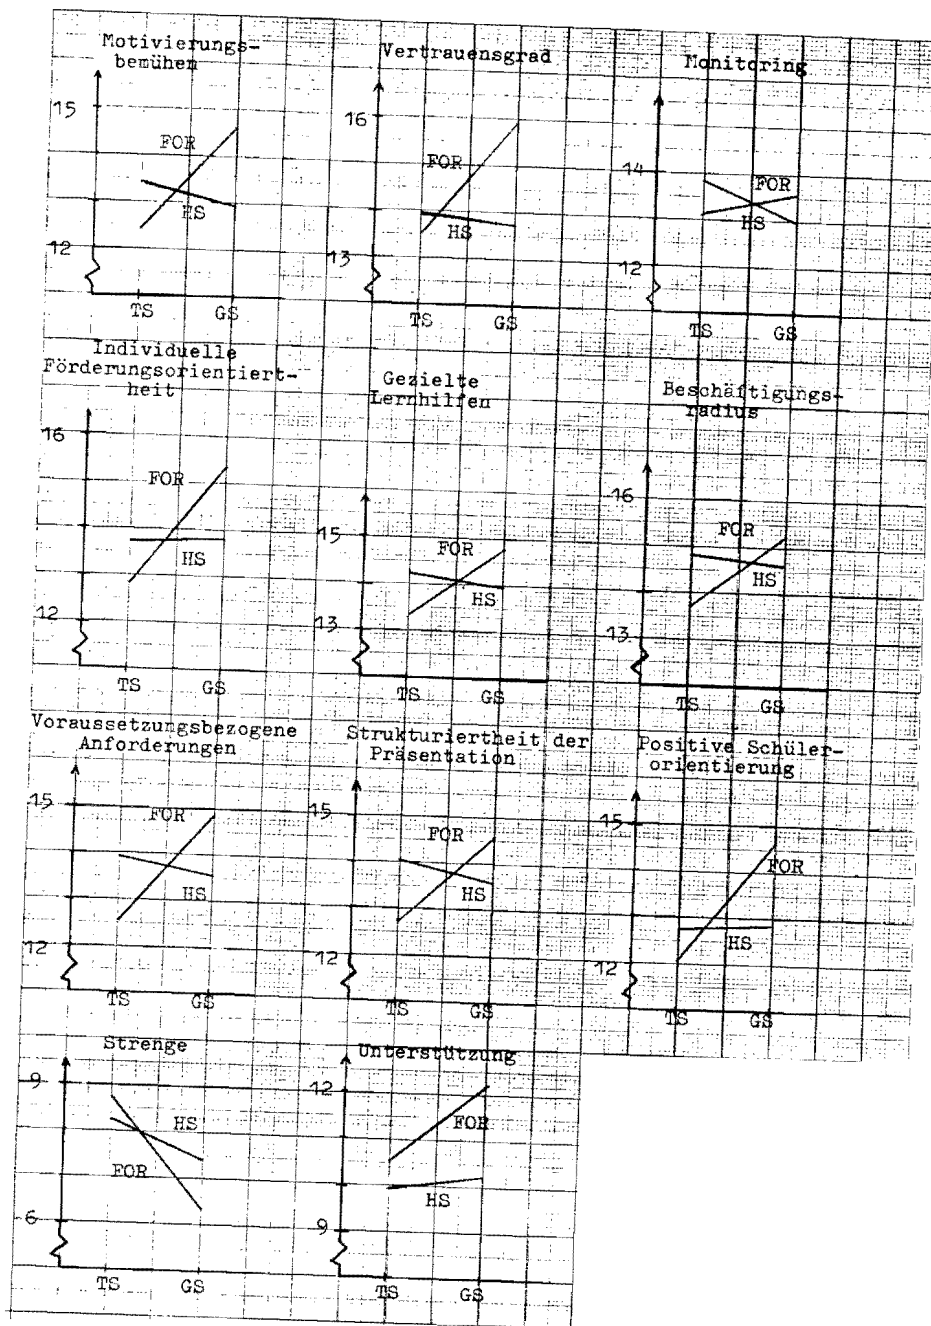 Motivierungs-
bemühen
15
FOR
HS
12
TS GS
Vertrauensgrad
16
FOR
HS
13
TS GS
Monitoring
14
FOR
HS
12
TS GS
Individuelle
Förderungsorientiert-
heit
16
FOR
HS
12
TS GS
Gezielte
Lernhilfen
15
FOR
HS
13
TS GS
Beschäftigungs-
radius
16
FOR
HS
13
TS GS
Voraussetzungsbezogene
Anforderungen
15
FOR
HS
12
TS GS
Strukturiertheit der
Präsentation
15
FOR
HS
12
TS GS
Positive Schüler-
orientierung
15
FOR
HS
12
TS GS
Strenge
9
HS
FOR
6
TS GS
Unterstützung
12
FOR
HS
9
TS GS